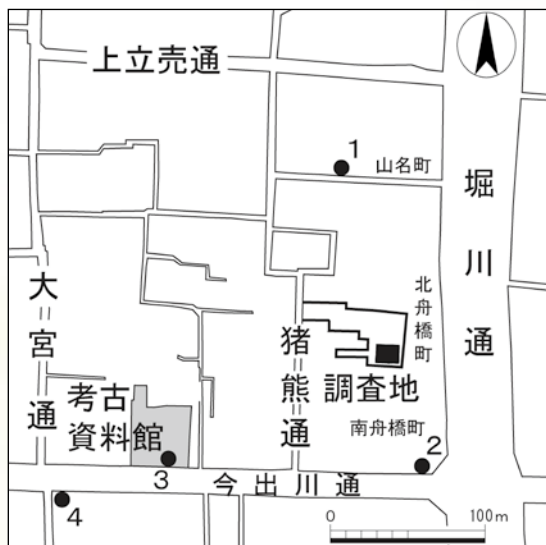 上立売通
1
山名町
堀川通
北舟橋町
大宮通
猪熊通
調査地
考古
資料館
南舟橋町
2
3
今出川通
4
0 100m